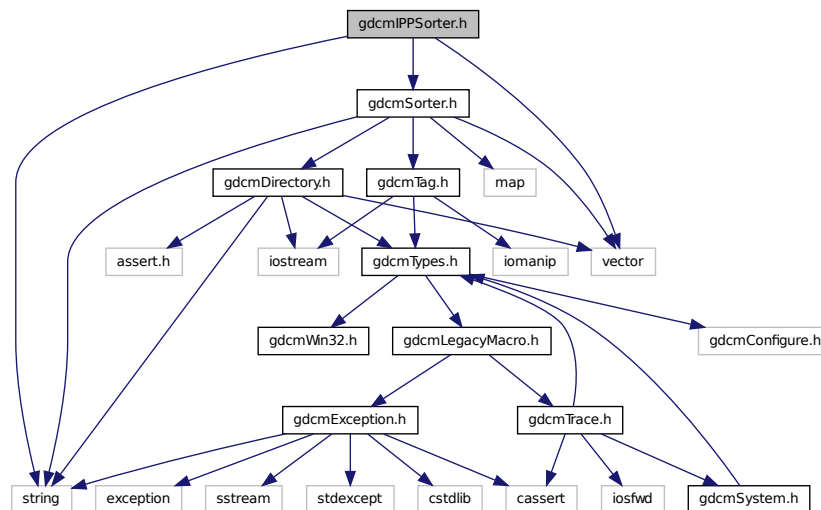 gdcmIPPSorter.h
gdcmSorter.h
gdcmDirectory.h
gdcmTag.h
map
assert.h
iostream
gdcmTypes.h
iomanip
vector
gdcmWin32.h
gdcmLegacyMacro.h
gdcmConfigure.h
gdcmException.h
gdcmTrace.h
string
exception
sstream
stdexcept
cstdlib
cassert
iosfwd
gdcmSystem.h